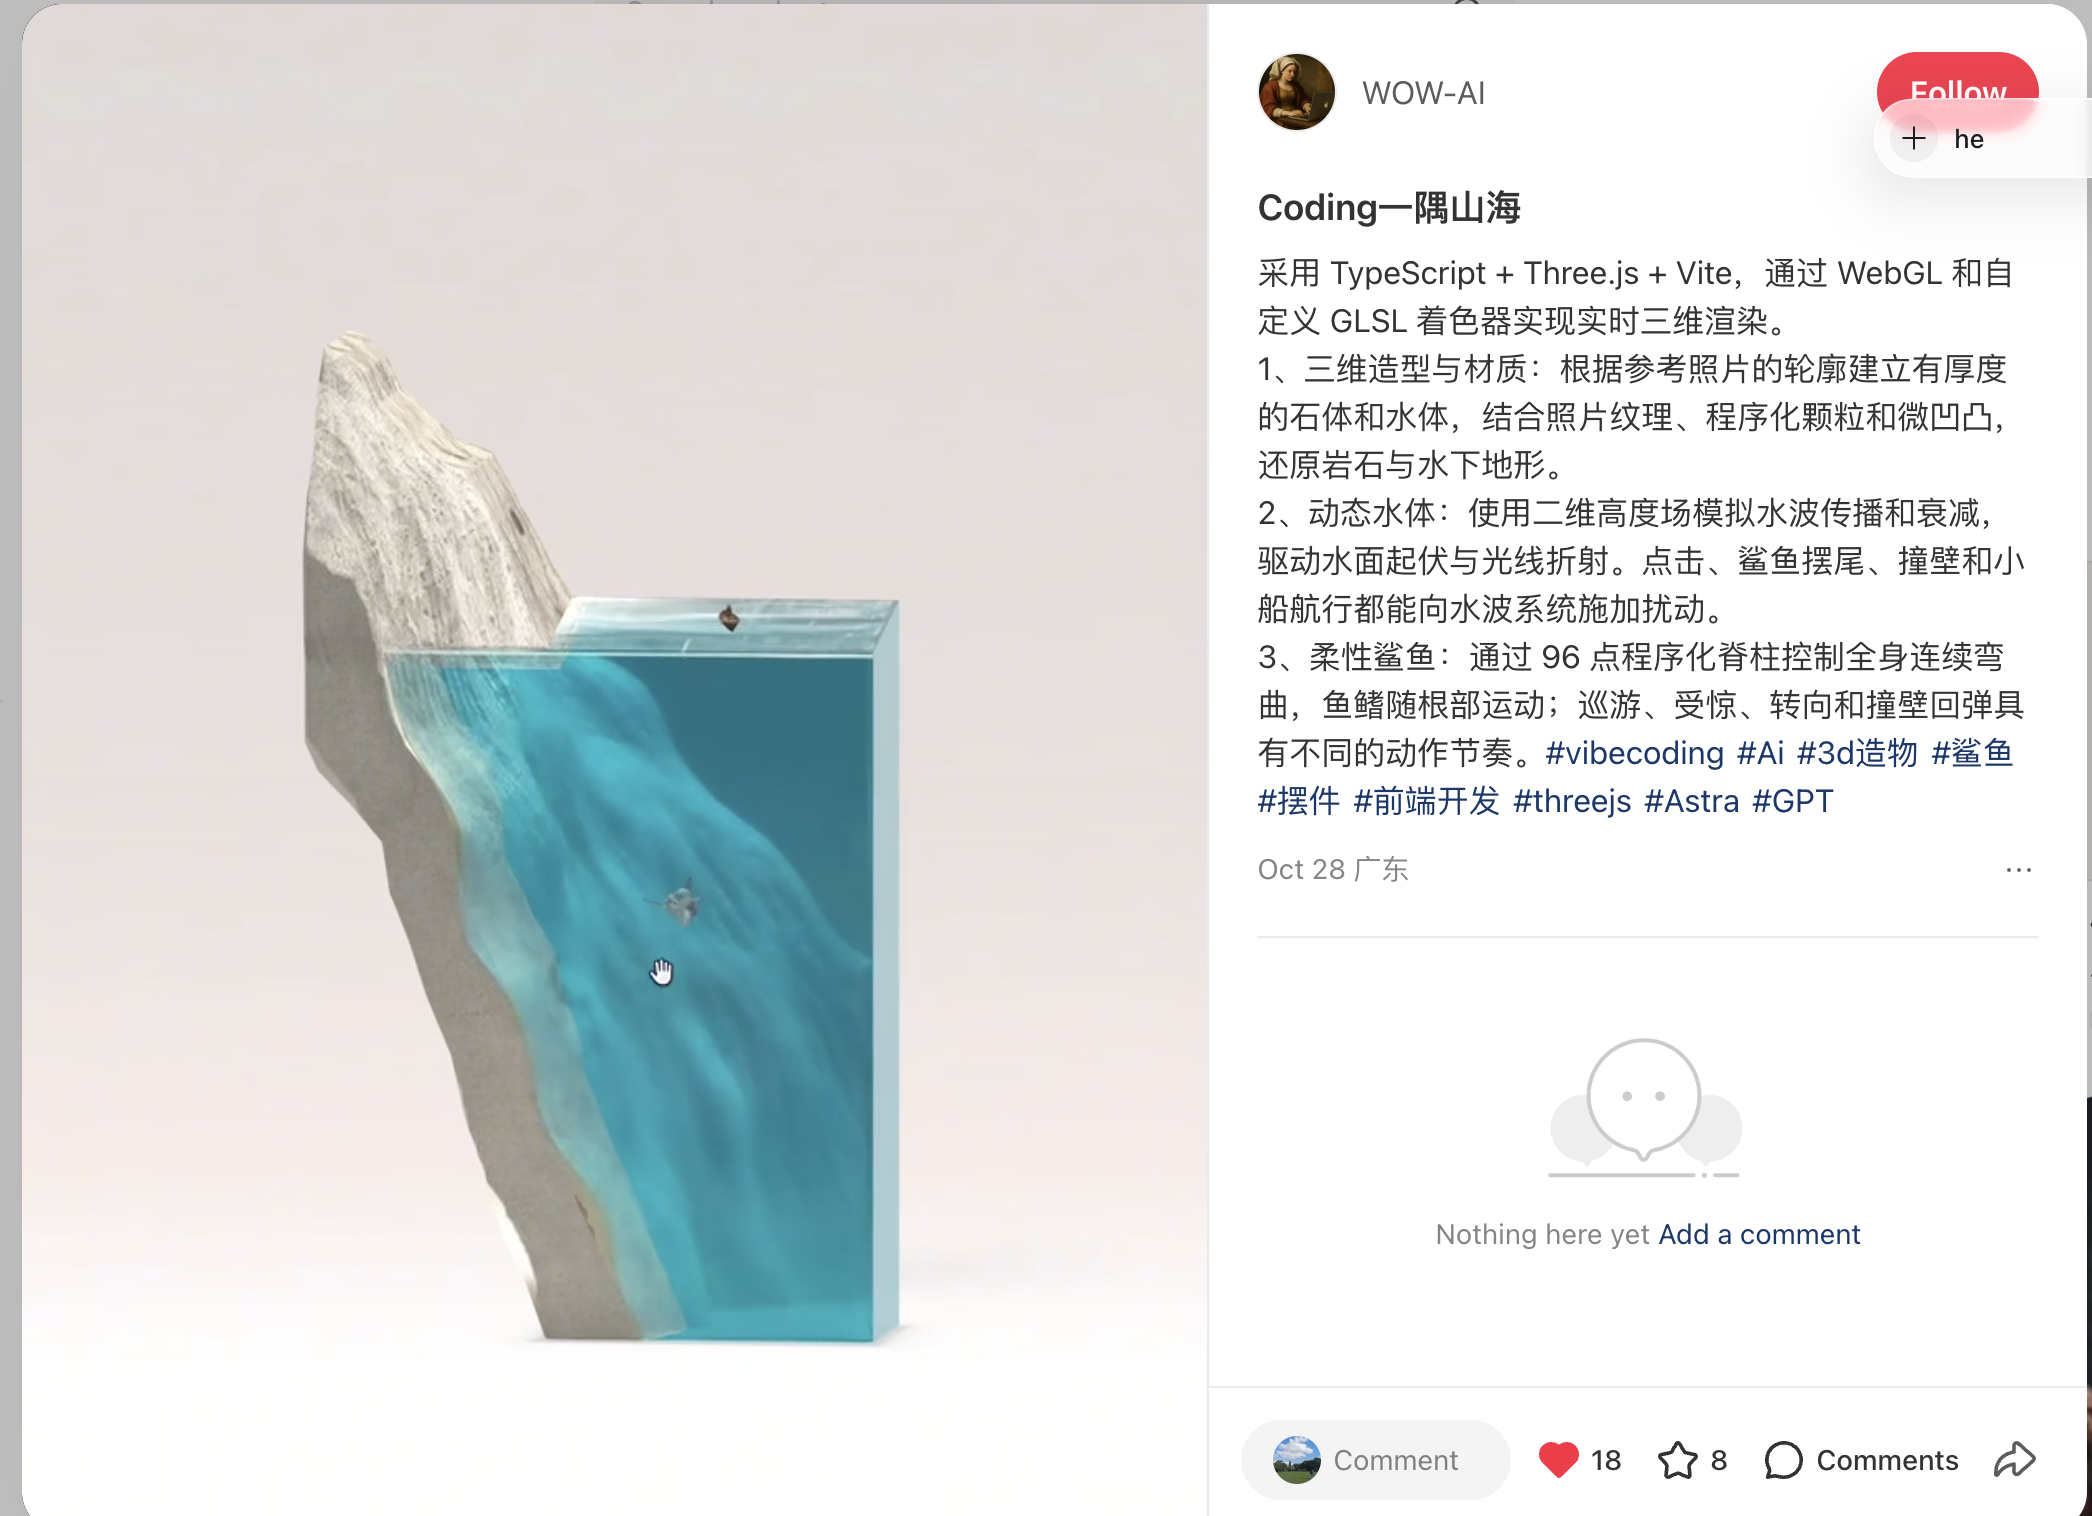 WOW-AI
Follow
he
Coding一隅山海
采用 TypeScript + Three.js + Vite，通过 WebGL 和自
定义 GLSL 着色器实现实时三维渲染。
1、三维造型与材质：根据参考照片的轮廓建立有厚度
的石体和水体，结合照片纹理、程序化颗粒和微凹凸，
还原岩石与水下地形。
2、动态水体：使用二维高度场模拟水波传播和衰减，
驱动水面起伏与光线折射。点击、鲨鱼摆尾、撞壁和小
船航行都能向水波系统施加扰动。
3、柔性鲨鱼：通过 96 点程序化脊柱控制全身连续弯
曲，鱼鳍随根部运动；巡游、受惊、转向和撞壁回弹具
有不同的动作节奏。#vibecoding #Ai #3d造物 #鲨鱼
#摆件 #前端开发 #threejs #Astra #GPT
Oct 28 广东
Nothing here yet Add a comment
Comment 18 8 Comments